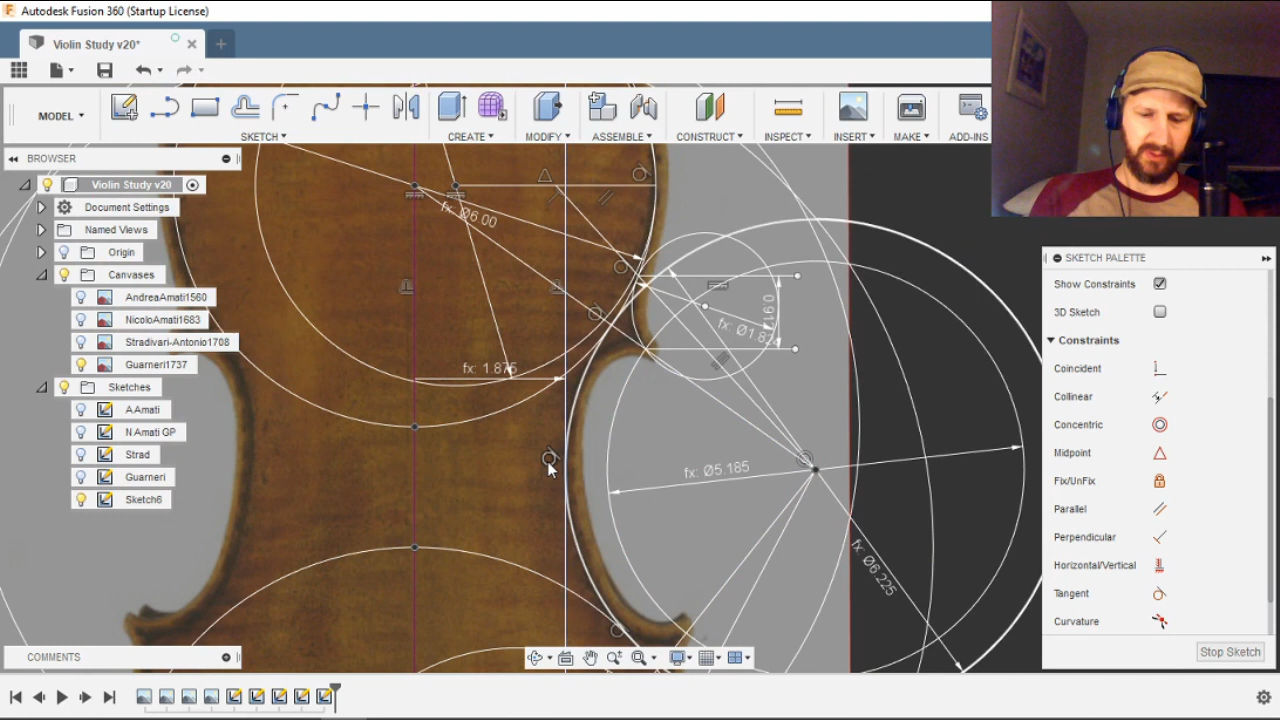 Autodesk Fusion 360 (Startup License)
Violin Study v20*
MODEL
SKETCH
CREATE
MODIFY
ASSEMBLE
CONSTRUCT
INSPECT
INSERT
MAKE
ADD-INS
BROWSER
Violin Study v20
Document Settings
Named Views
Origin
Canvases
AndreaAmati1560
NicoloAmati1683
Stradivari-Antonio1708
Guarneri1737
Sketches
A Amati
N Amati GP
Strad
Guarneri
Sketch6
fx: Ø6.00
fx: 1.875
fx: Ø5.185
fx: Ø6.225
SKETCH PALETTE
Show Constraints
3D Sketch
Constraints
Coincident
Collinear
Concentric
Midpoint
Fix/UnFix
Parallel
Perpendicular
Horizontal/Vertical
Tangent
Curvature
Stop Sketch
COMMENTS